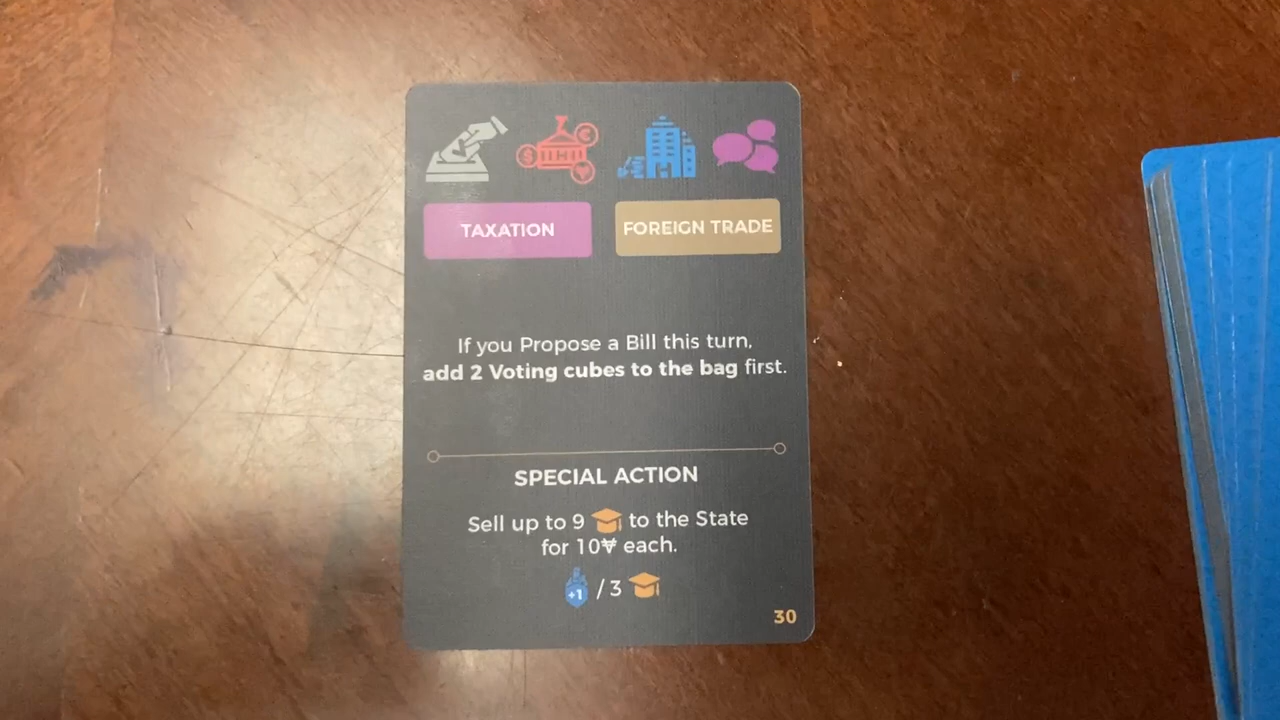 TAXATION FOREIGN TRADE
If you Propose a Bill this turn,
add 2 Voting cubes to the bag first.
SPECIAL ACTION
Sell up to 9 to the State
for 10₩ each.
+1 / 3
30